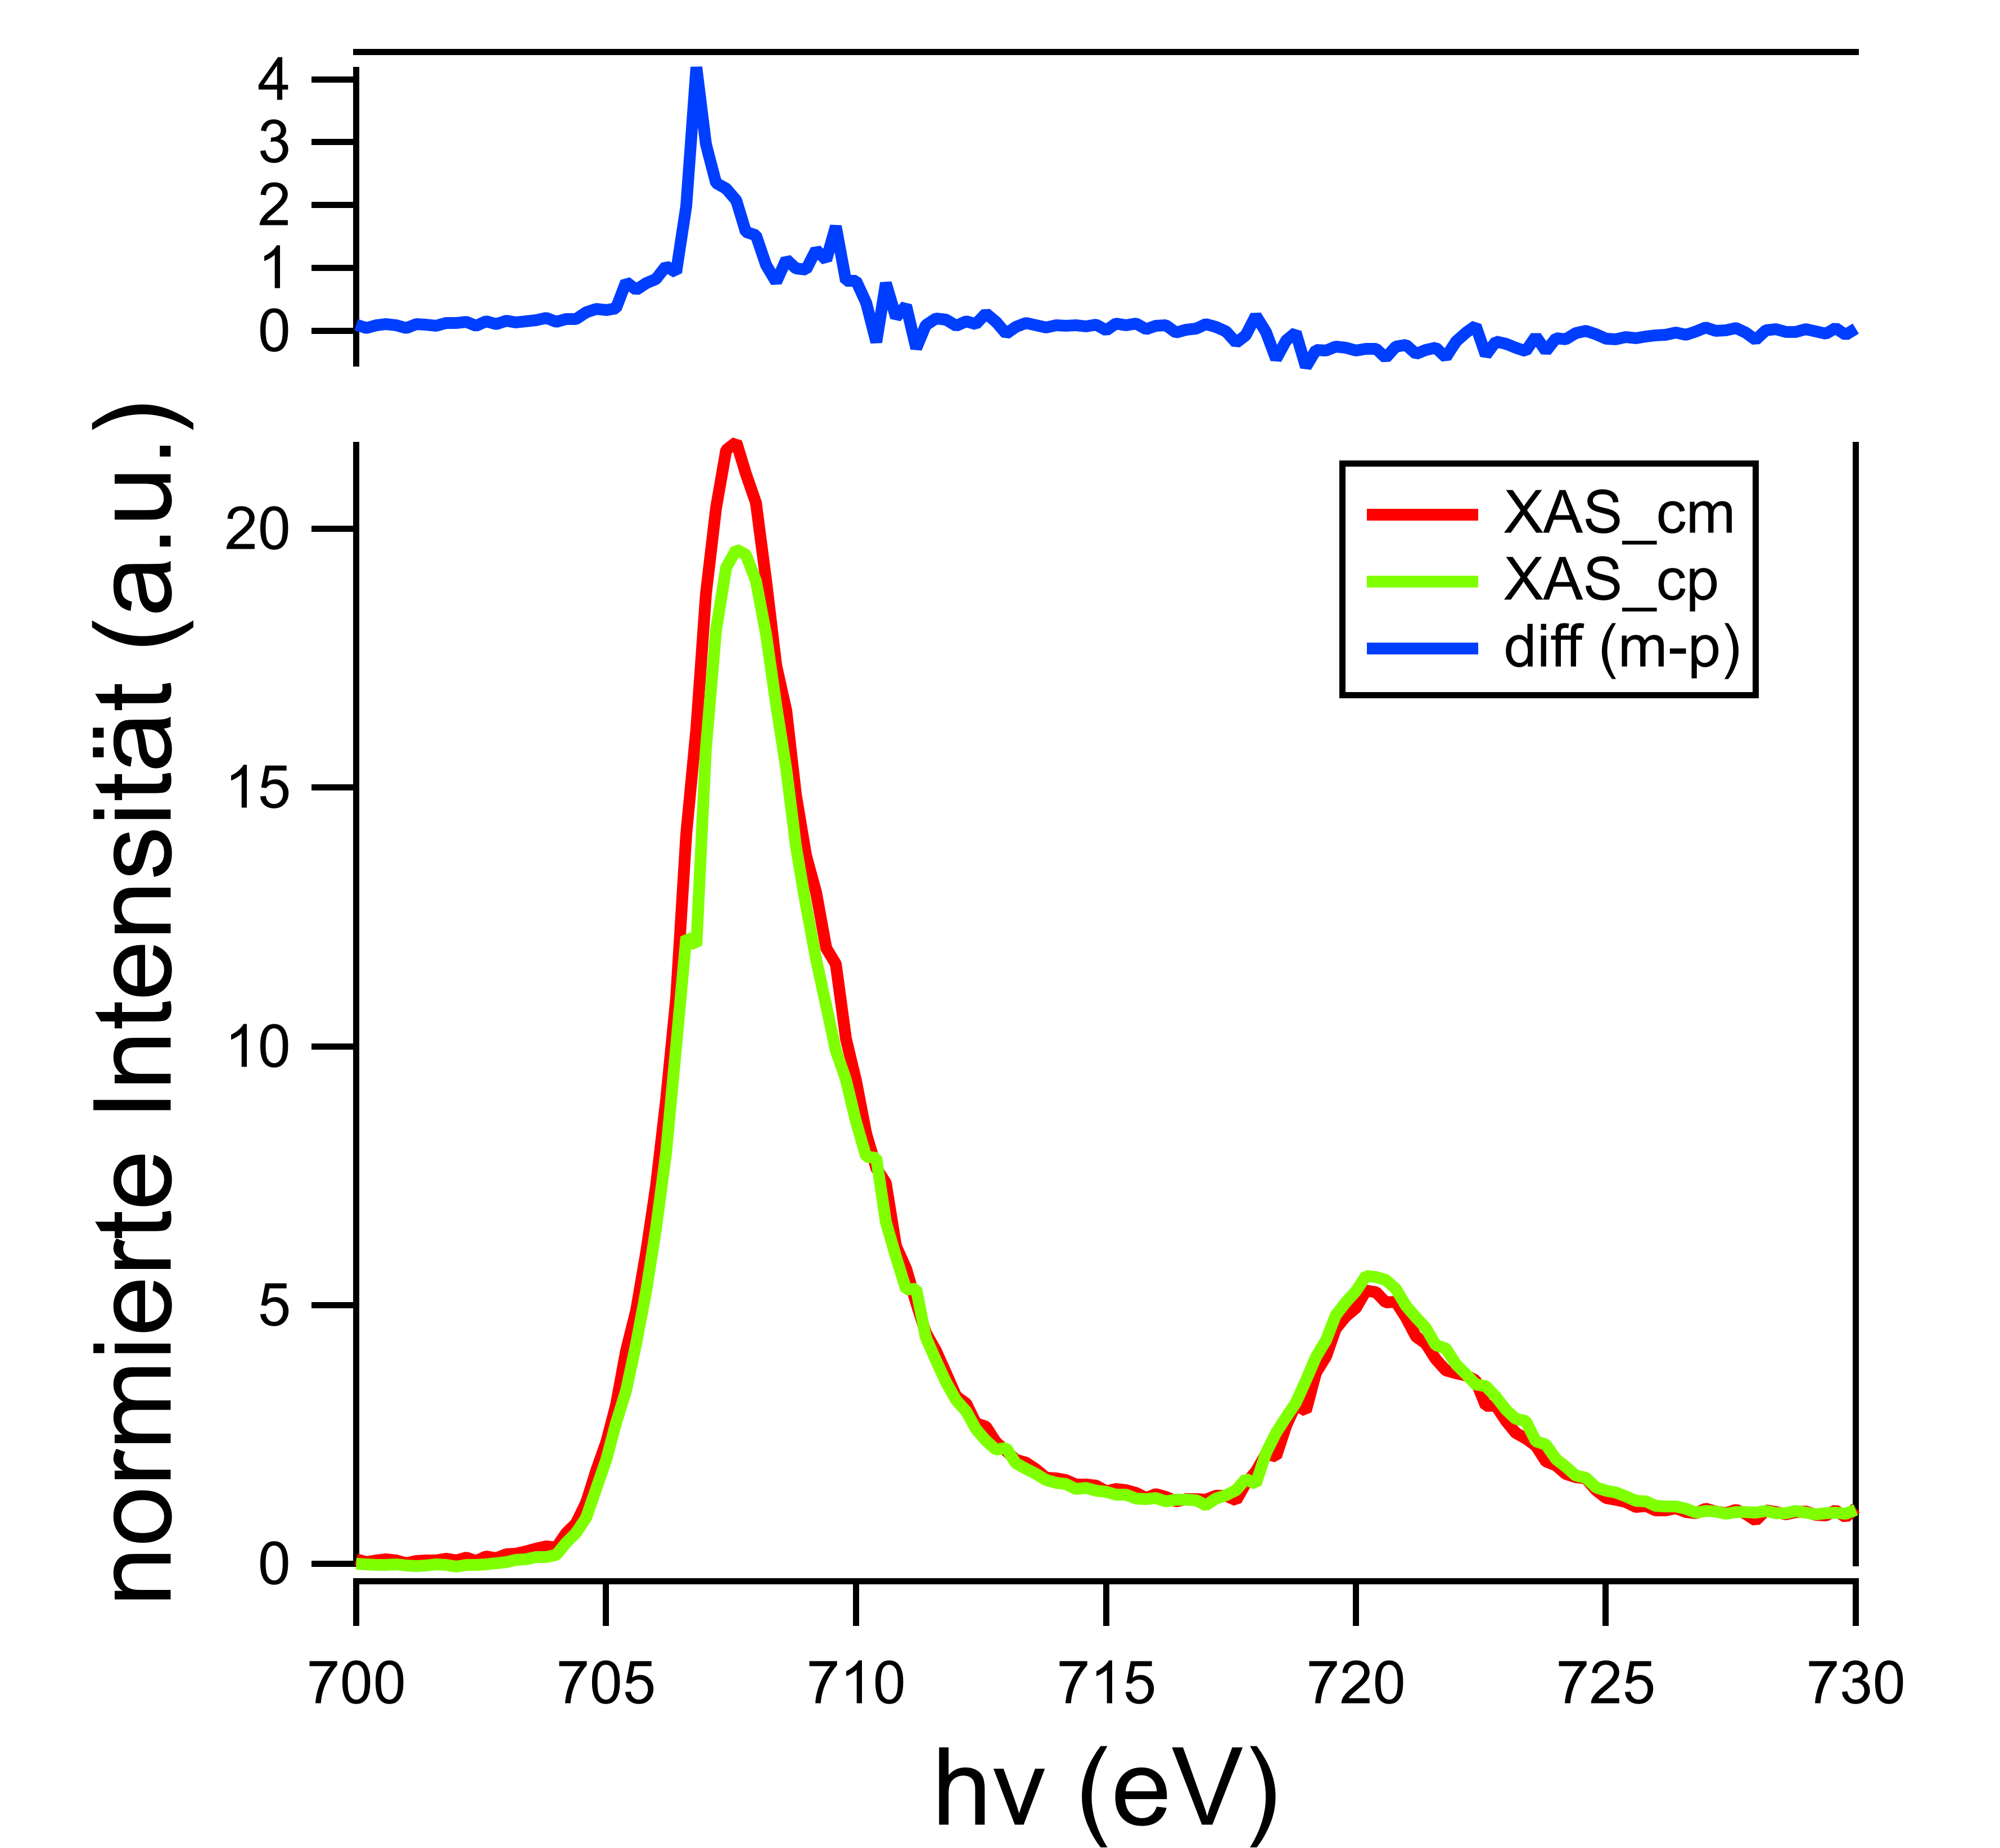 4
3
2
1
0
normierte Intensität (a.u.)
20
15
10
5
0
XAS_cm
XAS_cp
diff (m-p)
700 705 710 715 720 725 730
hν (eV)